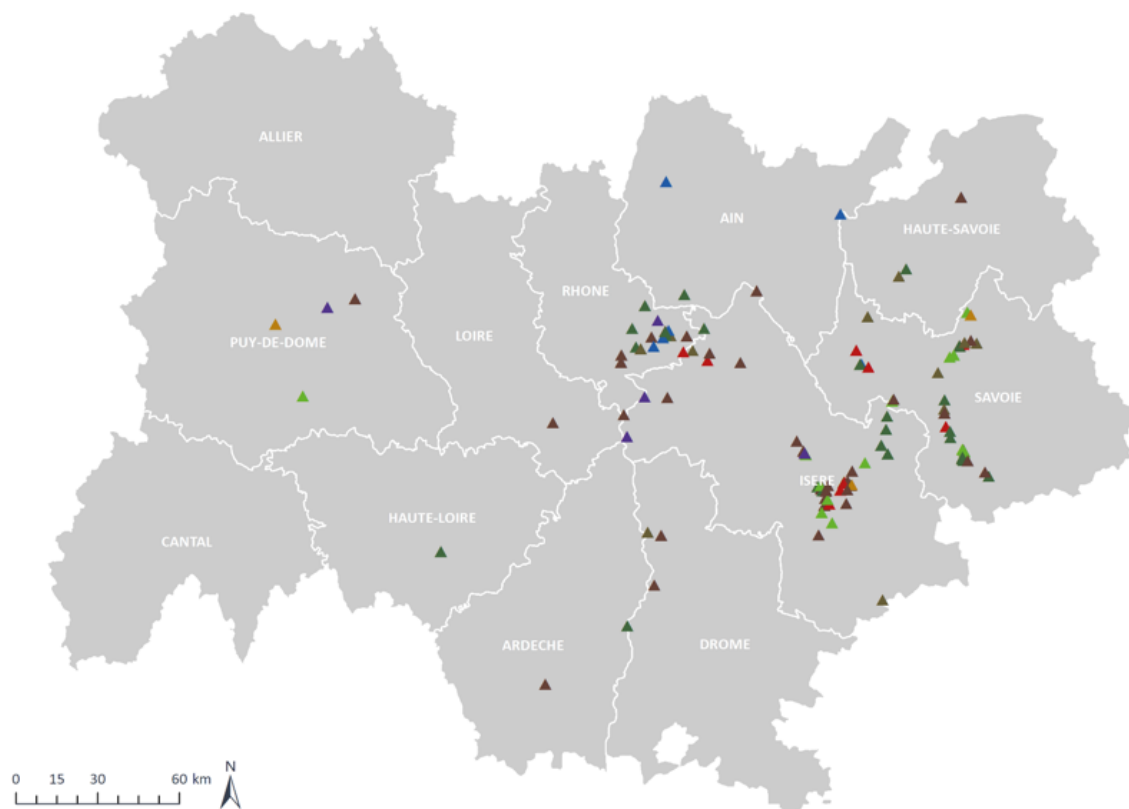 ALLIER
AIN
HAUTE-SAVOIE
RHONE
PUY-DE-DOME
LOIRE
SAVOIE
ISERE
HAUTE-LOIRE
CANTAL
ARDECHE
DROME
N
0 15 30 60 km